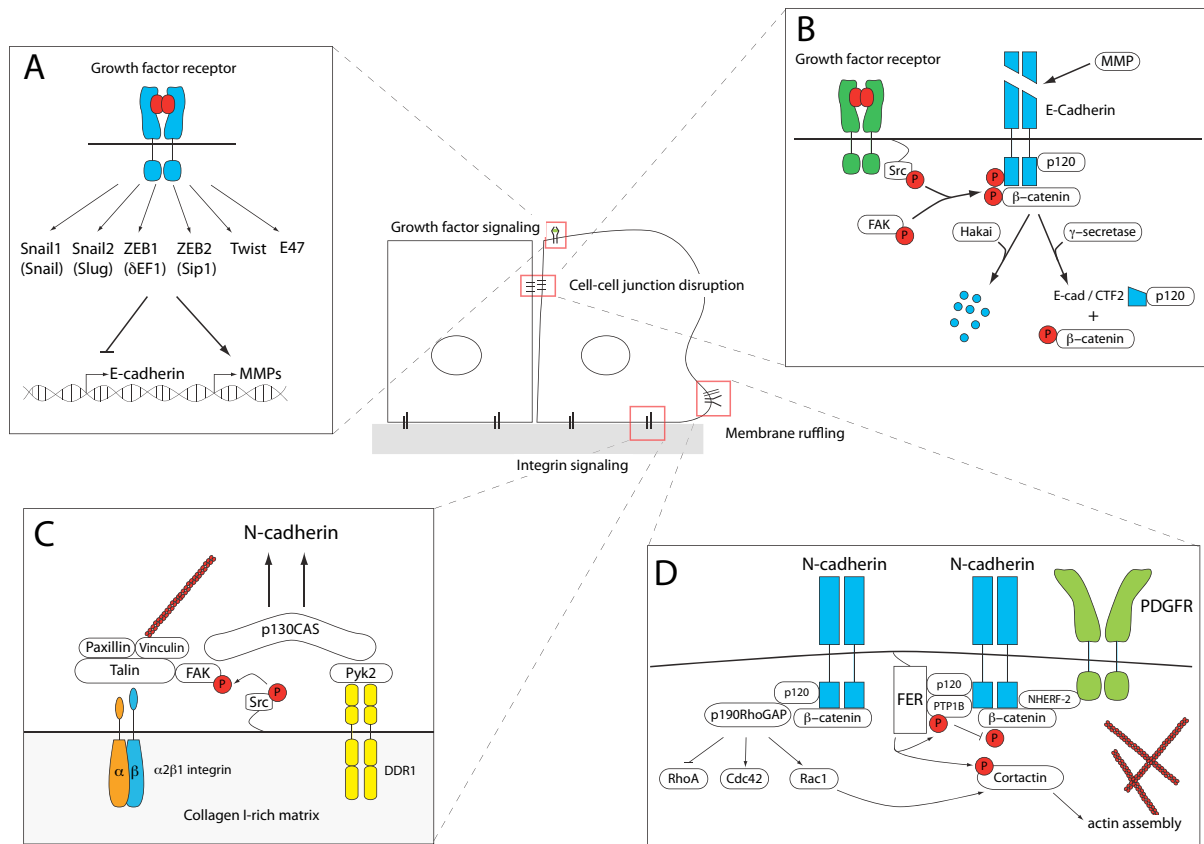 A
Growth factor receptor
Snail1
(Snail)
Snail2
(Slug)
ZEB1
(δEF1)
ZEB2
(Sip1)
Twist
E47
E-cadherin
MMPs
B
Growth factor receptor
MMP
E-Cadherin
p120
Src
P
P
P
β–catenin
FAK
P
Hakai
γ–secretase
E-cad / CTF2
p120
+
P
β–catenin
Growth factor signaling
Cell-cell junction disruption
Membrane ruffling
Integrin signaling
C
N-cadherin
p130CAS
Paxillin
Vinculin
Talin
FAK
P
P
Src
Pyk2
α
β
α2β1 integrin
DDR1
Collagen I-rich matrix
D
N-cadherin
N-cadherin
PDGFR
p120
p190RhoGAP
β–catenin
FER
p120
PTP1B
P
NHERF-2
β–catenin
P
RhoA
Cdc42
Rac1
P
Cortactin
actin assembly